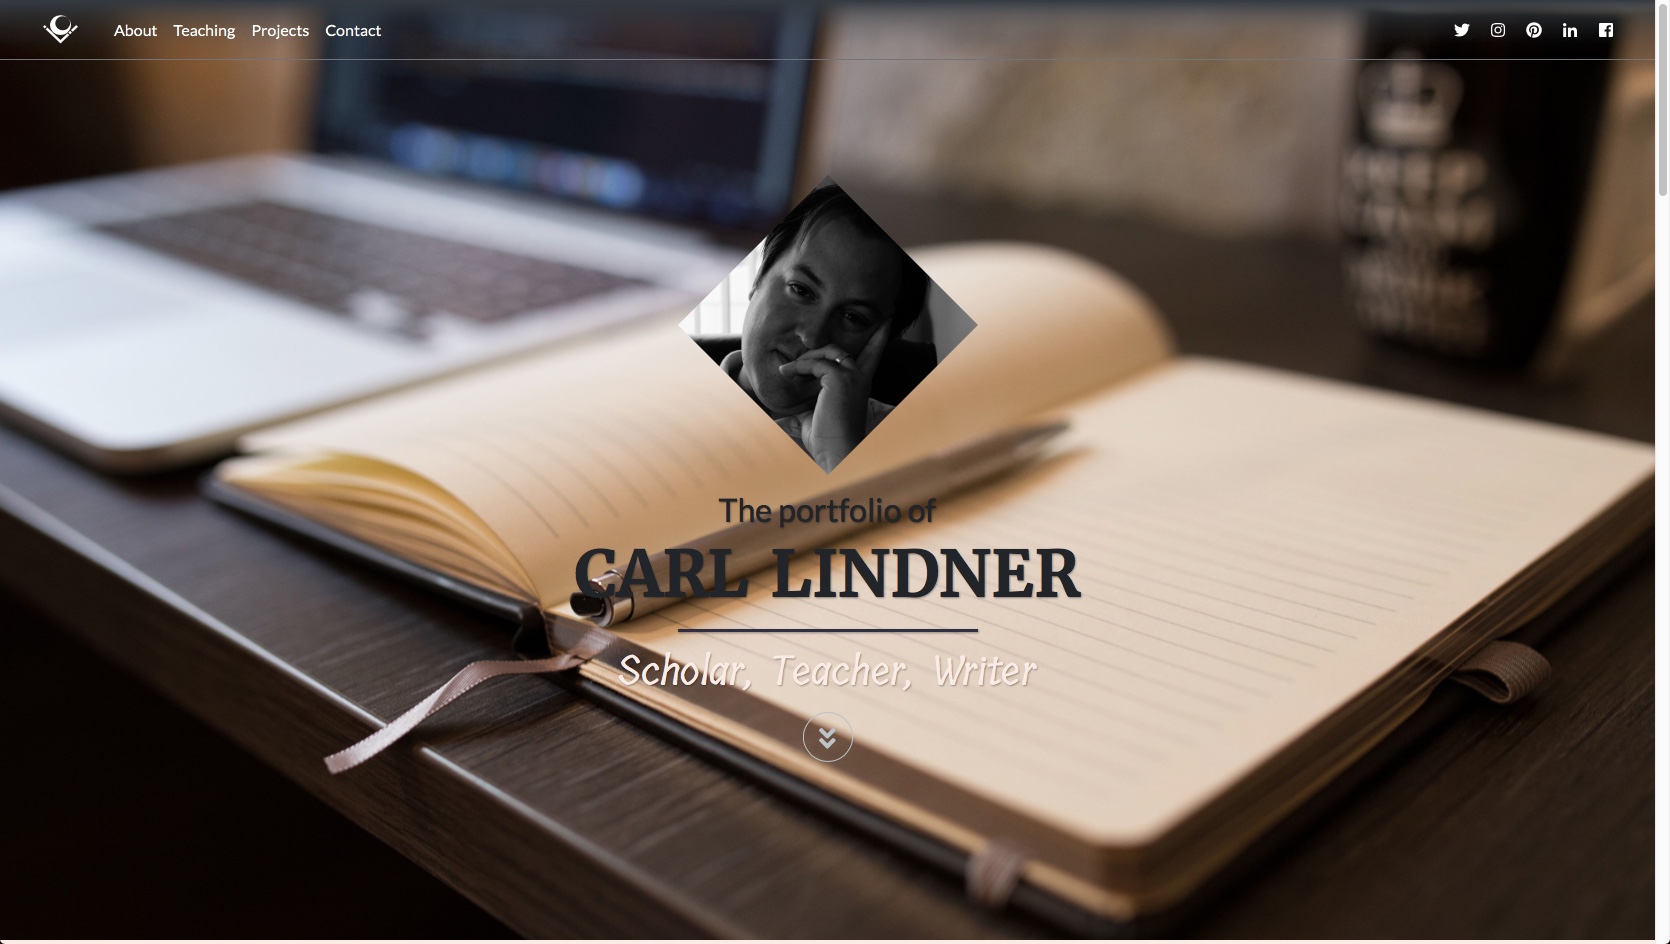 About Teaching Projects Contact
The portfolio of
CARL LINDNER
Scholar, Teacher, Writer